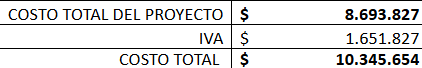 COSTO TOTAL DEL PROYECTO $ 8.693.827
IVA $ 1.651.827
COSTO TOTAL $ 10.345.654